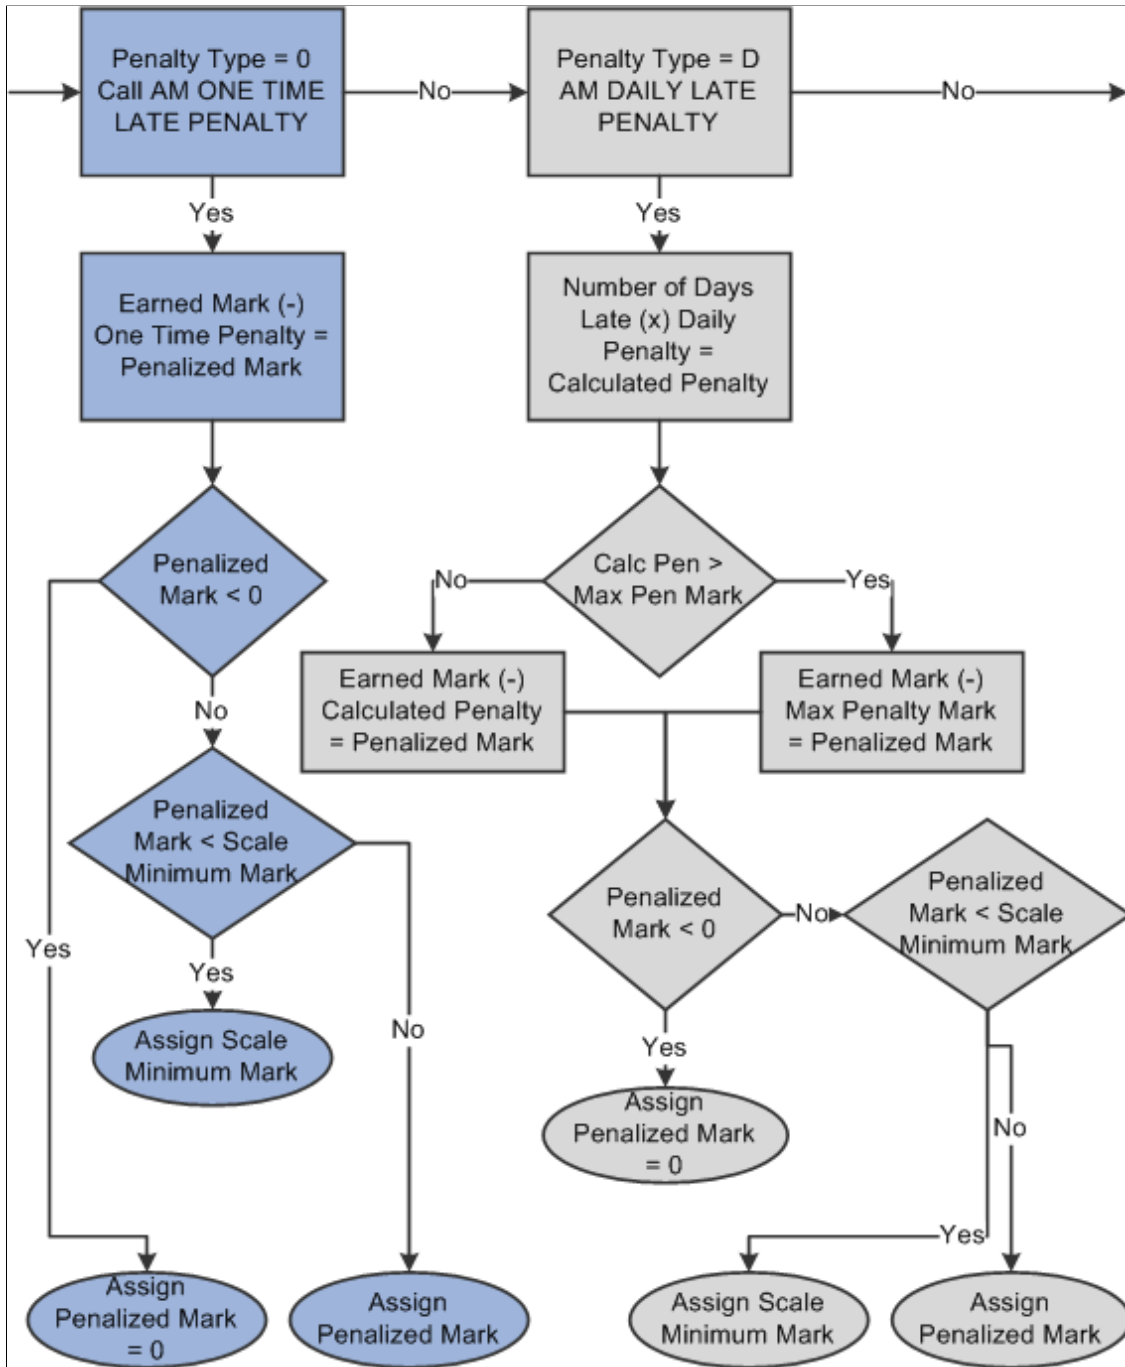 Penalty Type = 0
Call AM ONE TIME
LATE PENALTY
No
Penalty Type = D
AM DAILY LATE
PENALTY
No
Yes
Yes
Earned Mark (-)
One Time Penalty =
Penalized Mark
Number of Days
Late (x) Daily
Penalty =
Calculated Penalty
Penalized
Mark < 0
Calc Pen >
Max Pen Mark
No
Yes
Earned Mark (-)
Calculated Penalty
= Penalized Mark
Earned Mark (-)
Max Penalty Mark
= Penalized Mark
No
Penalized
Mark < Scale
Minimum Mark
Penalized
Mark < 0
No
Penalized
Mark < Scale
Minimum Mark
Yes
Yes
Assign Scale
Minimum Mark
No
Yes
Assign
Penalized Mark
= 0
No
Yes
Assign
Penalized Mark
= 0
Assign
Penalized Mark
Assign Scale
Minimum Mark
Assign
Penalized Mark